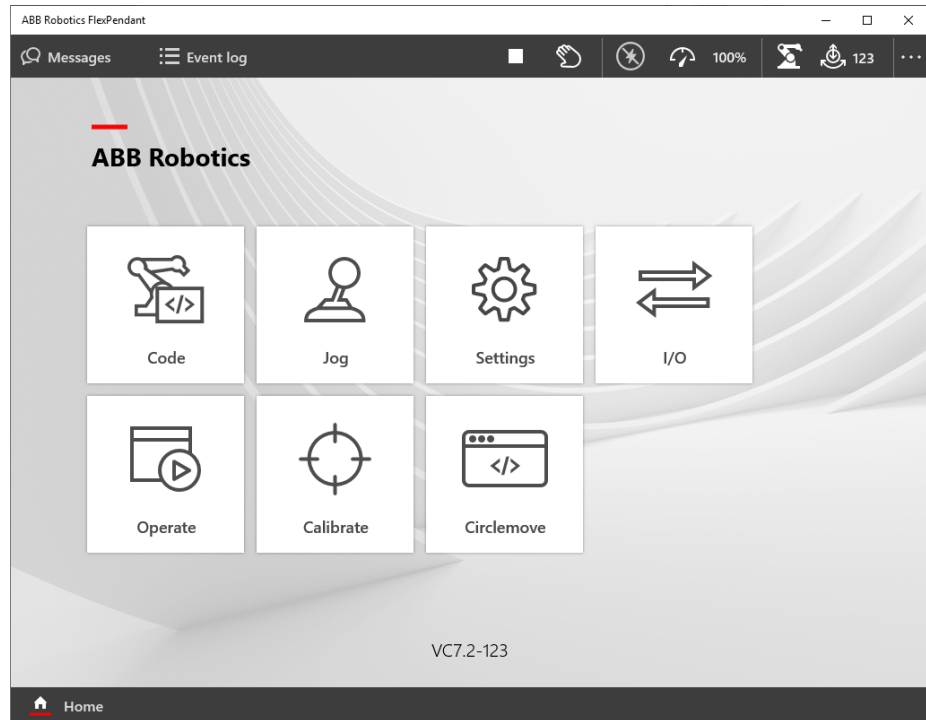 ABB Robotics FlexPendant
Messages Event log 100% 123
ABB Robotics
Code Jog Settings I/O
Operate Calibrate Circlemove
VC7.2-123
Home